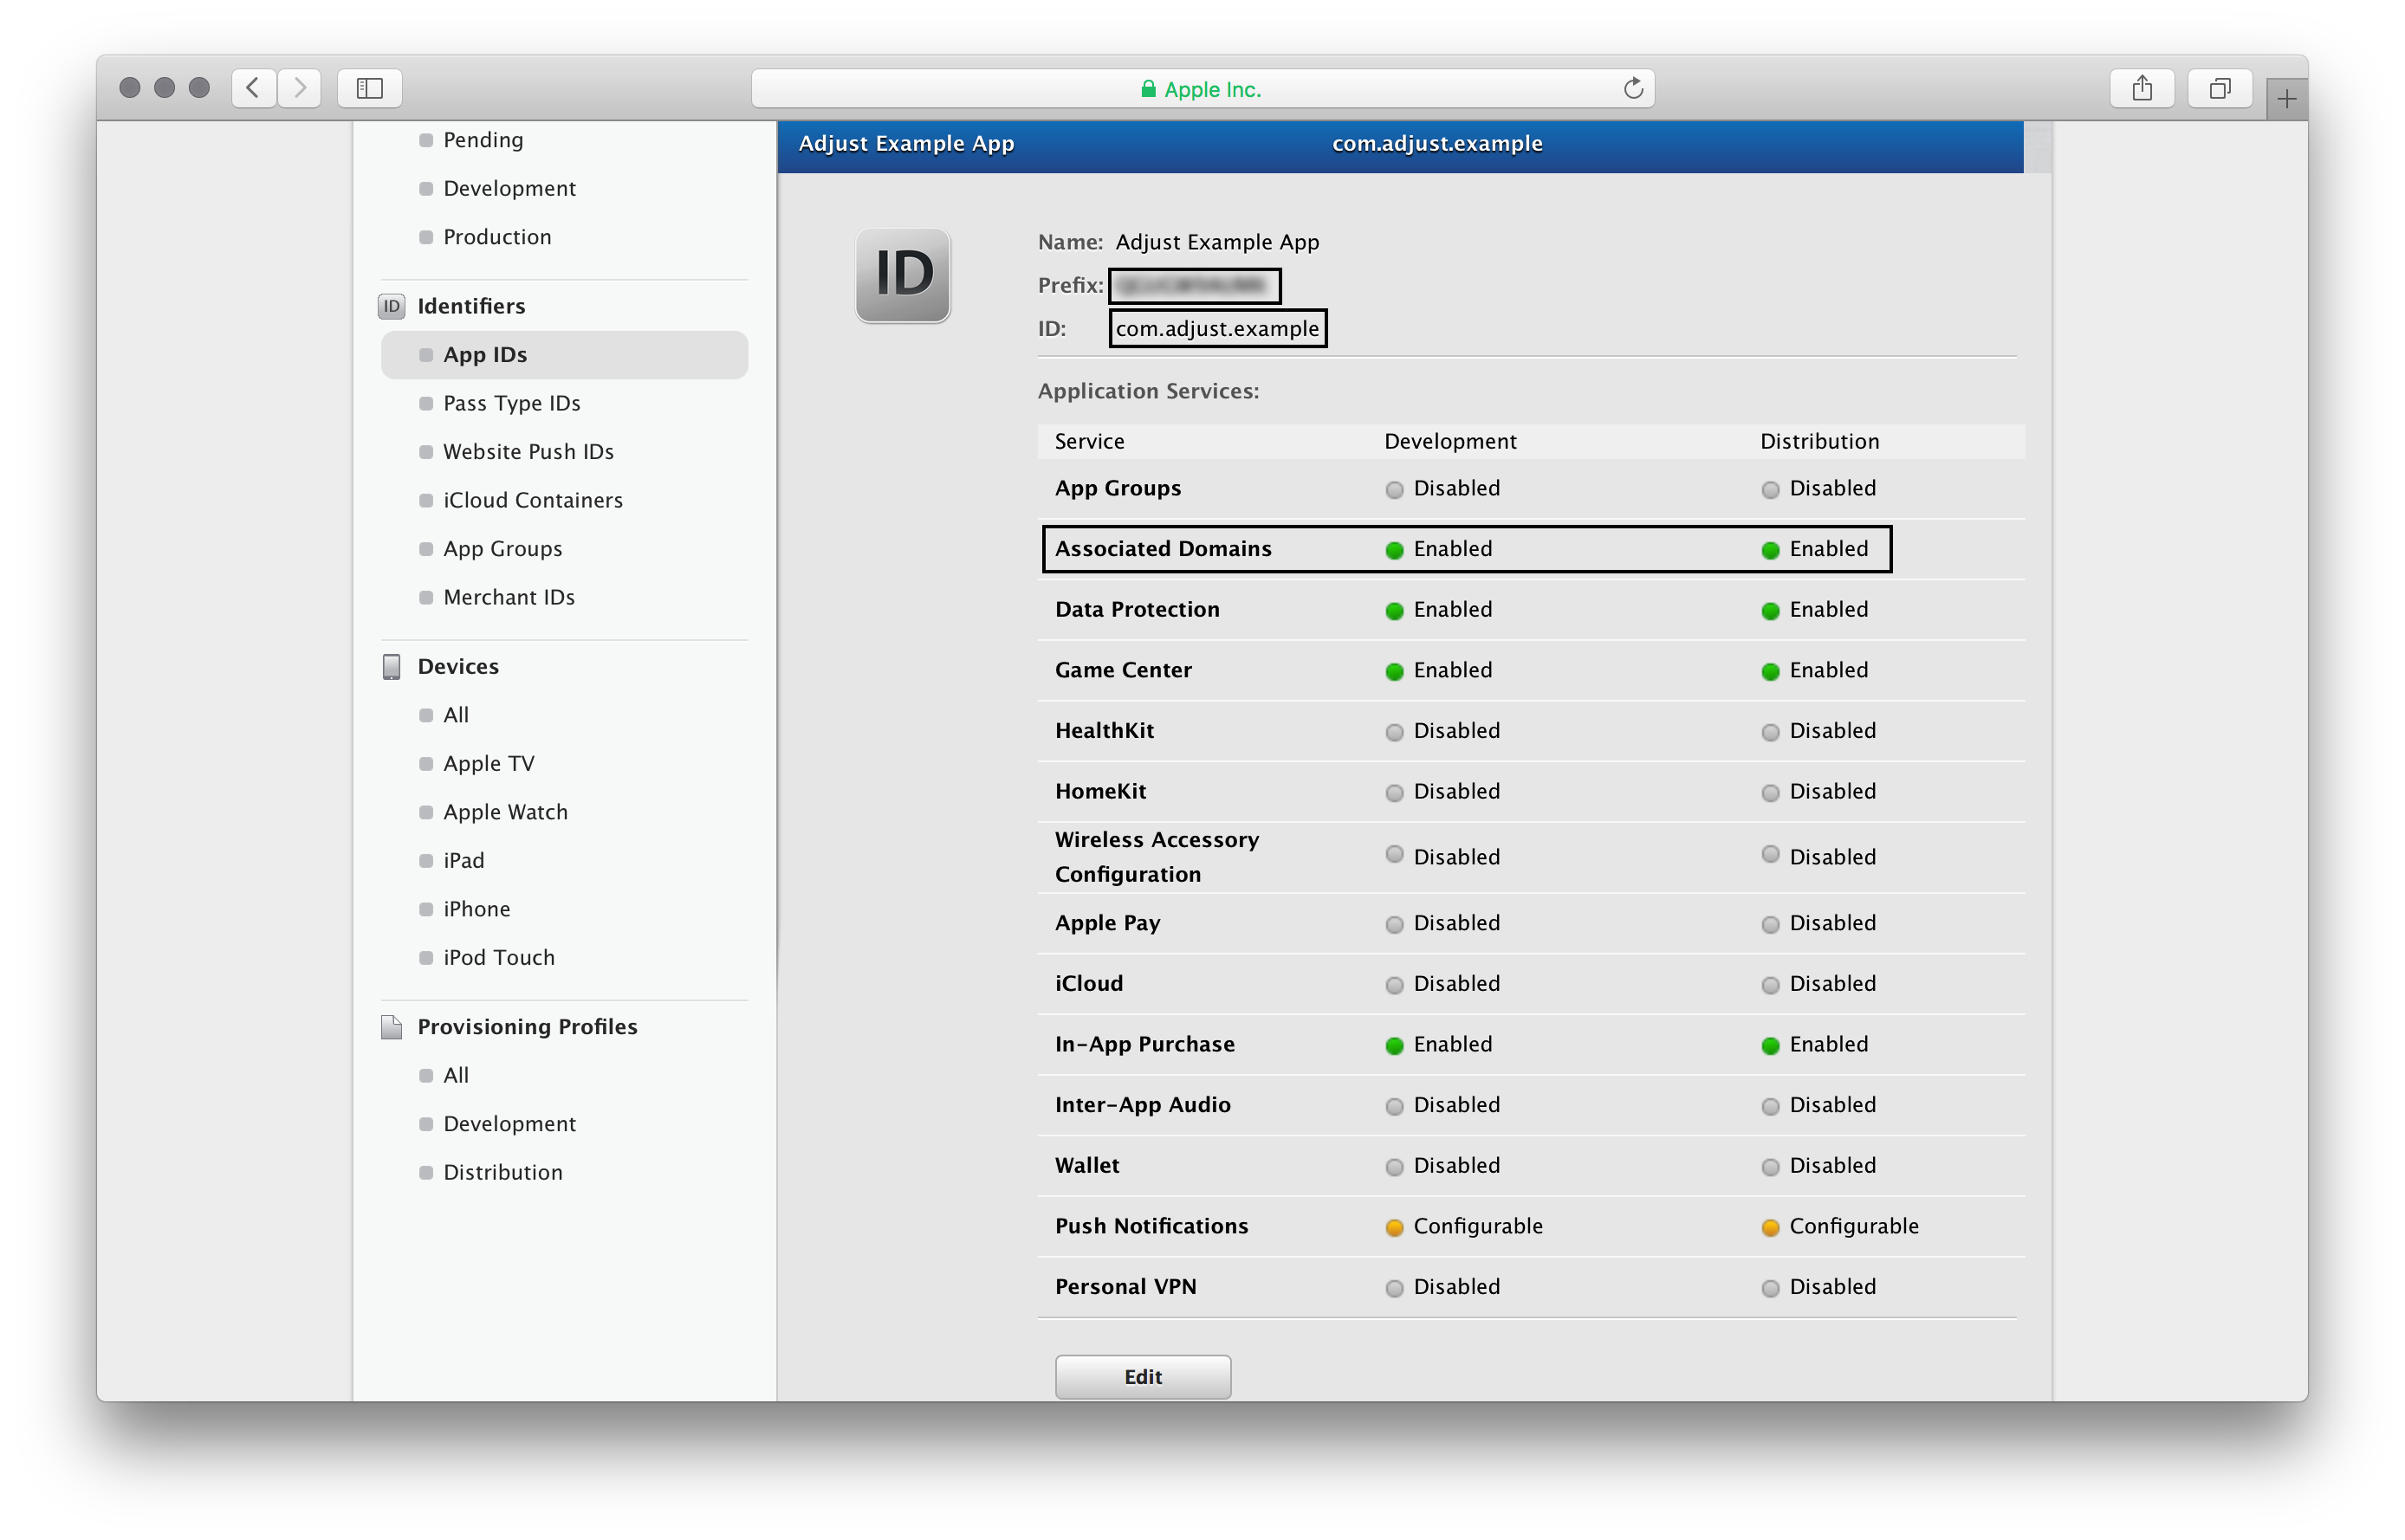 Apple Inc.
Pending
Development
Production
ID Identifiers
App IDs
Pass Type IDs
Website Push IDs
iCloud Containers
App Groups
Merchant IDs
Devices
All
Apple TV
Apple Watch
iPad
iPhone
iPod Touch
Provisioning Profiles
All
Development
Distribution
Adjust Example App com.adjust.example
ID
Name: Adjust Example App
Prefix:
ID: com.adjust.example
Application Services:
Service Development Distribution
App Groups Disabled Disabled
Associated Domains Enabled Enabled
Data Protection Enabled Enabled
Game Center Enabled Enabled
HealthKit Disabled Disabled
HomeKit Disabled Disabled
Wireless Accessory
Configuration Disabled Disabled
Apple Pay Disabled Disabled
iCloud Disabled Disabled
In-App Purchase Enabled Enabled
Inter-App Audio Disabled Disabled
Wallet Disabled Disabled
Push Notifications Configurable Configurable
Personal VPN Disabled Disabled
Edit